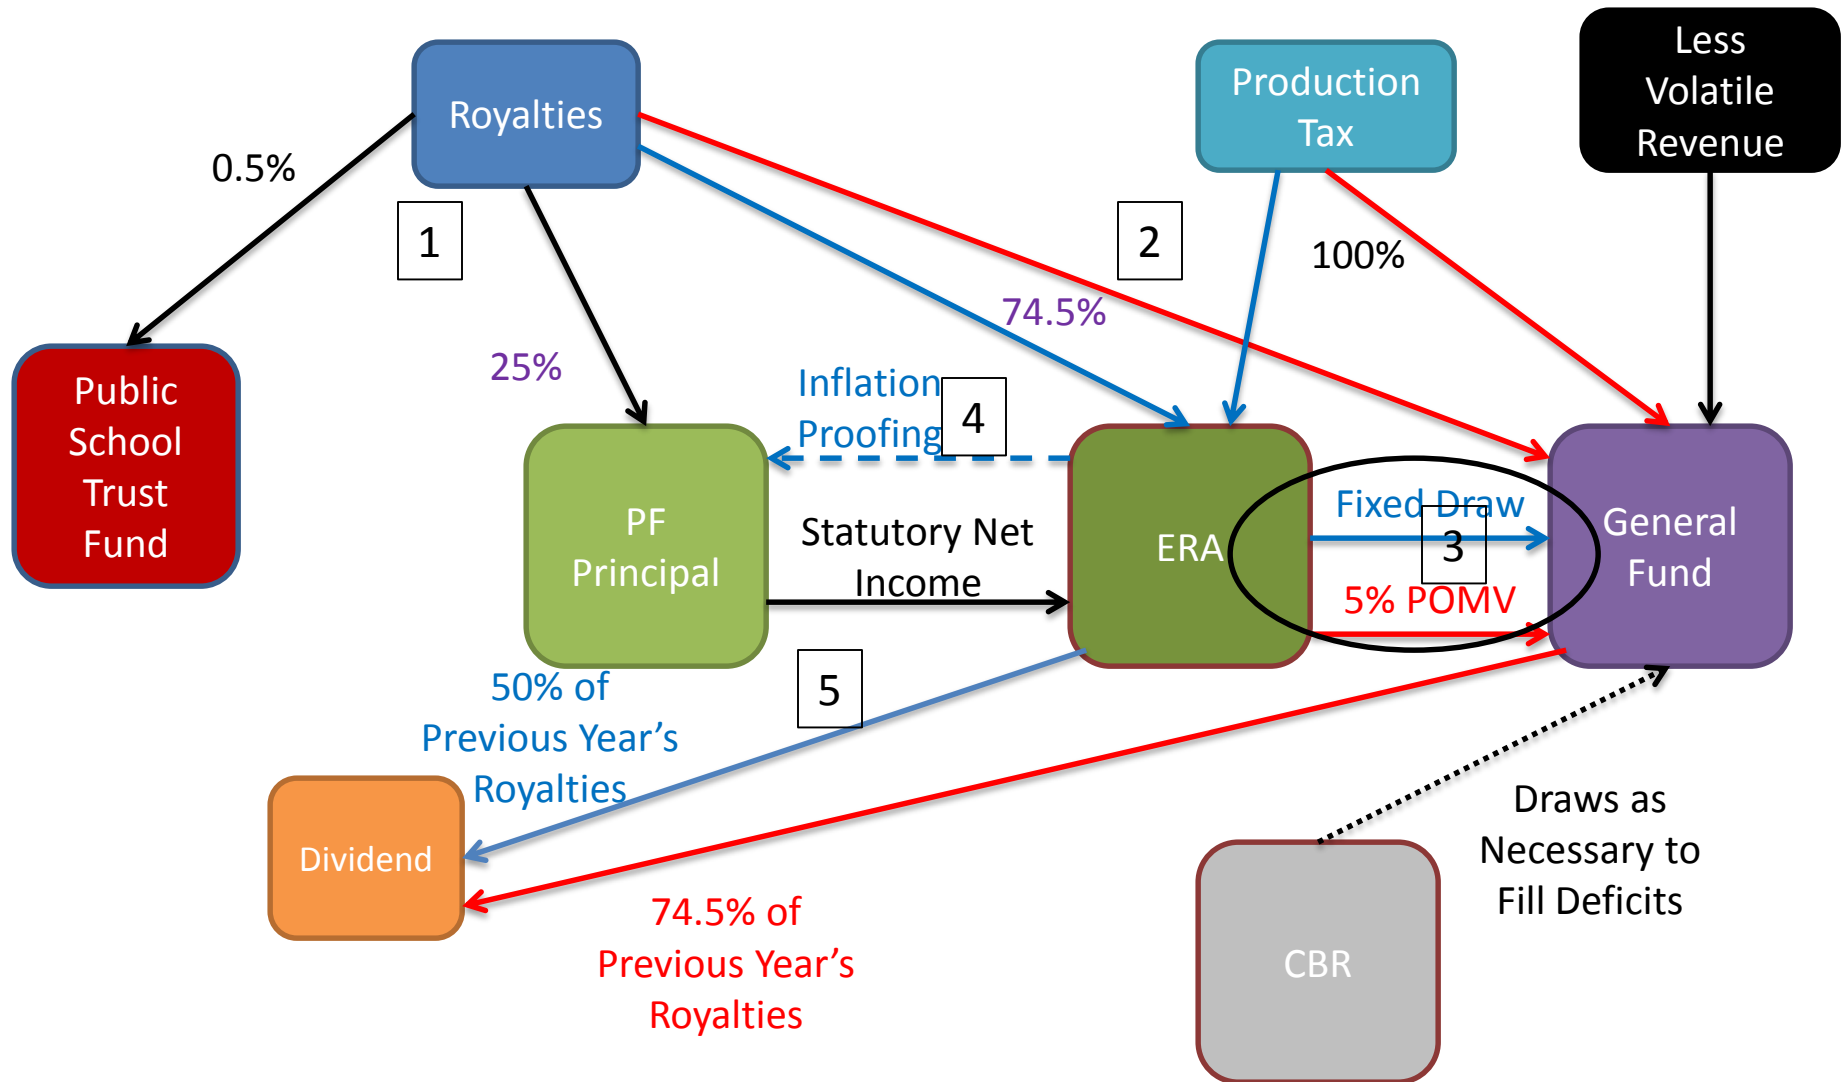 Royalties
Production
Tax
Less
Volatile
Revenue
0.5%
1
2
100%
74.5%
25%
Public
School
Trust
Fund
Inflation
Proofing
4
PF
Principal
Statutory Net
Income
ERA
Fixed Draw
3
5% POMV
General
Fund
50% of
Previous Year’s
Royalties
5
Dividend
74.5% of
Previous Year’s
Royalties
Draws as
Necessary to
Fill Deficits
CBR